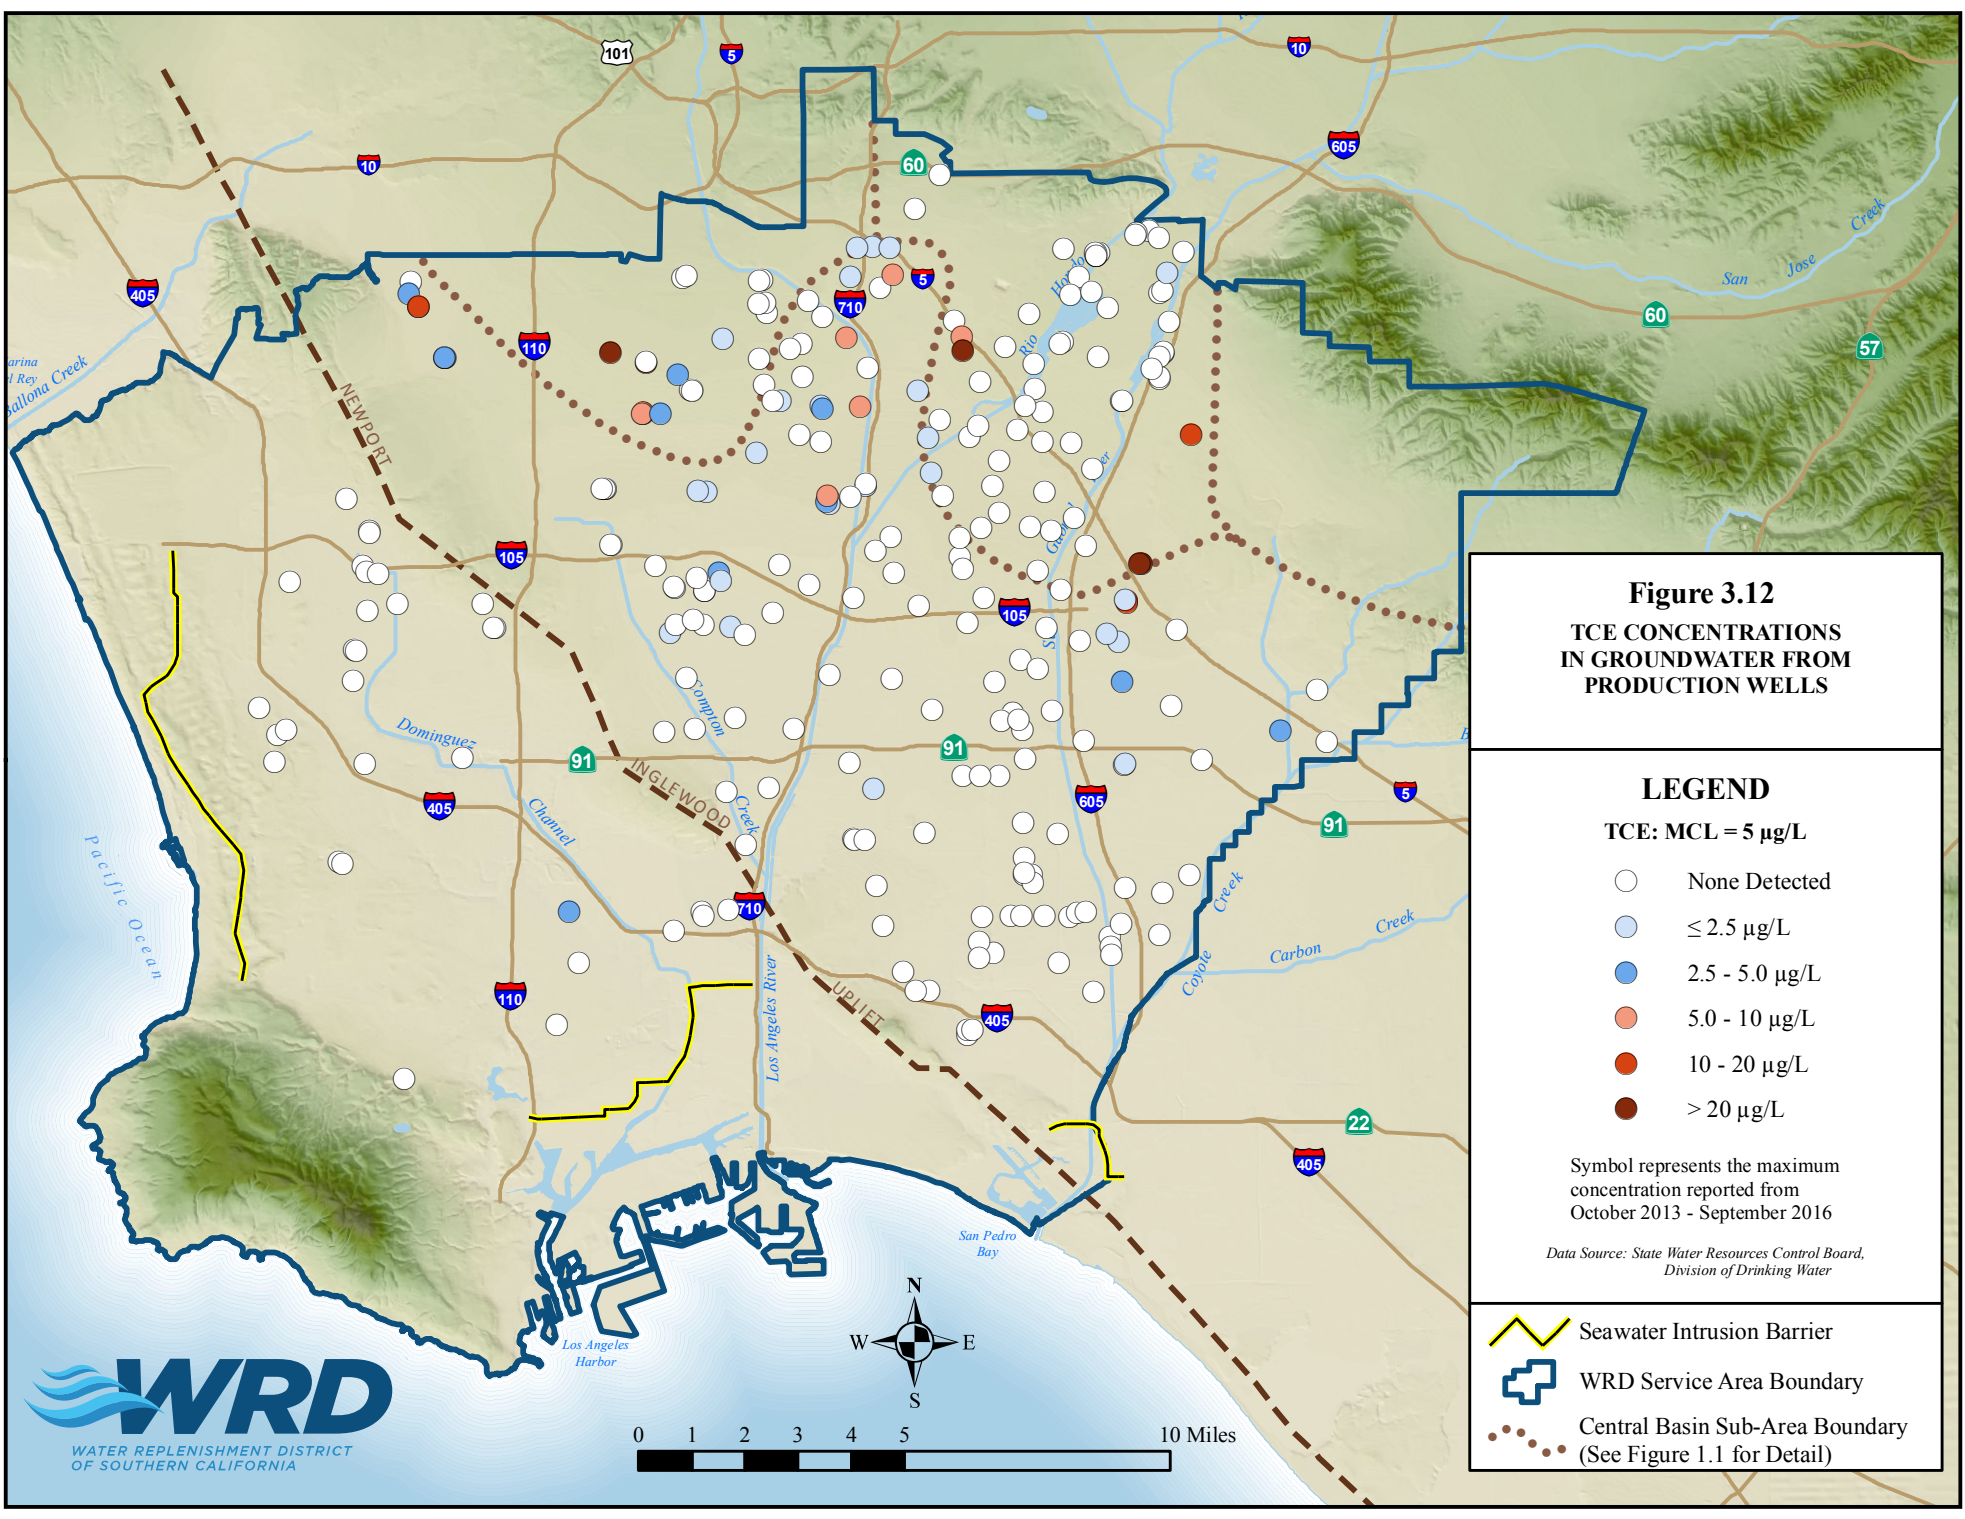 101
5
10
10
60
605
405
5
710
110
60
57
105
105
91
91
405
605
5
91
710
110
405
22
405
arina
l Rey
Ballona Creek
NEWPORT
INGLEWOOD
UPLIFT
Rio
Hondo
San
Jose
Creek
Compton
Creek
Dominguez
Channel
Los Angeles River
Coyote
Creek
Carbon
Creek
Pacific Ocean
San Pedro
Bay
Los Angeles
Harbor
N
W
E
S
0 1 2 3 4 5 10 Miles
WRD
WATER REPLENISHMENT DISTRICT
OF SOUTHERN CALIFORNIA
Figure 3.12
TCE CONCENTRATIONS
IN GROUNDWATER FROM
PRODUCTION WELLS
LEGEND
TCE: MCL = 5 µg/L
None Detected
≤ 2.5 µg/L
2.5 - 5.0 µg/L
5.0 - 10 µg/L
10 - 20 µg/L
> 20 µg/L
Symbol represents the maximum
concentration reported from
October 2013 - September 2016
Data Source: State Water Resources Control Board,
Division of Drinking Water
Seawater Intrusion Barrier
WRD Service Area Boundary
Central Basin Sub-Area Boundary
(See Figure 1.1 for Detail)